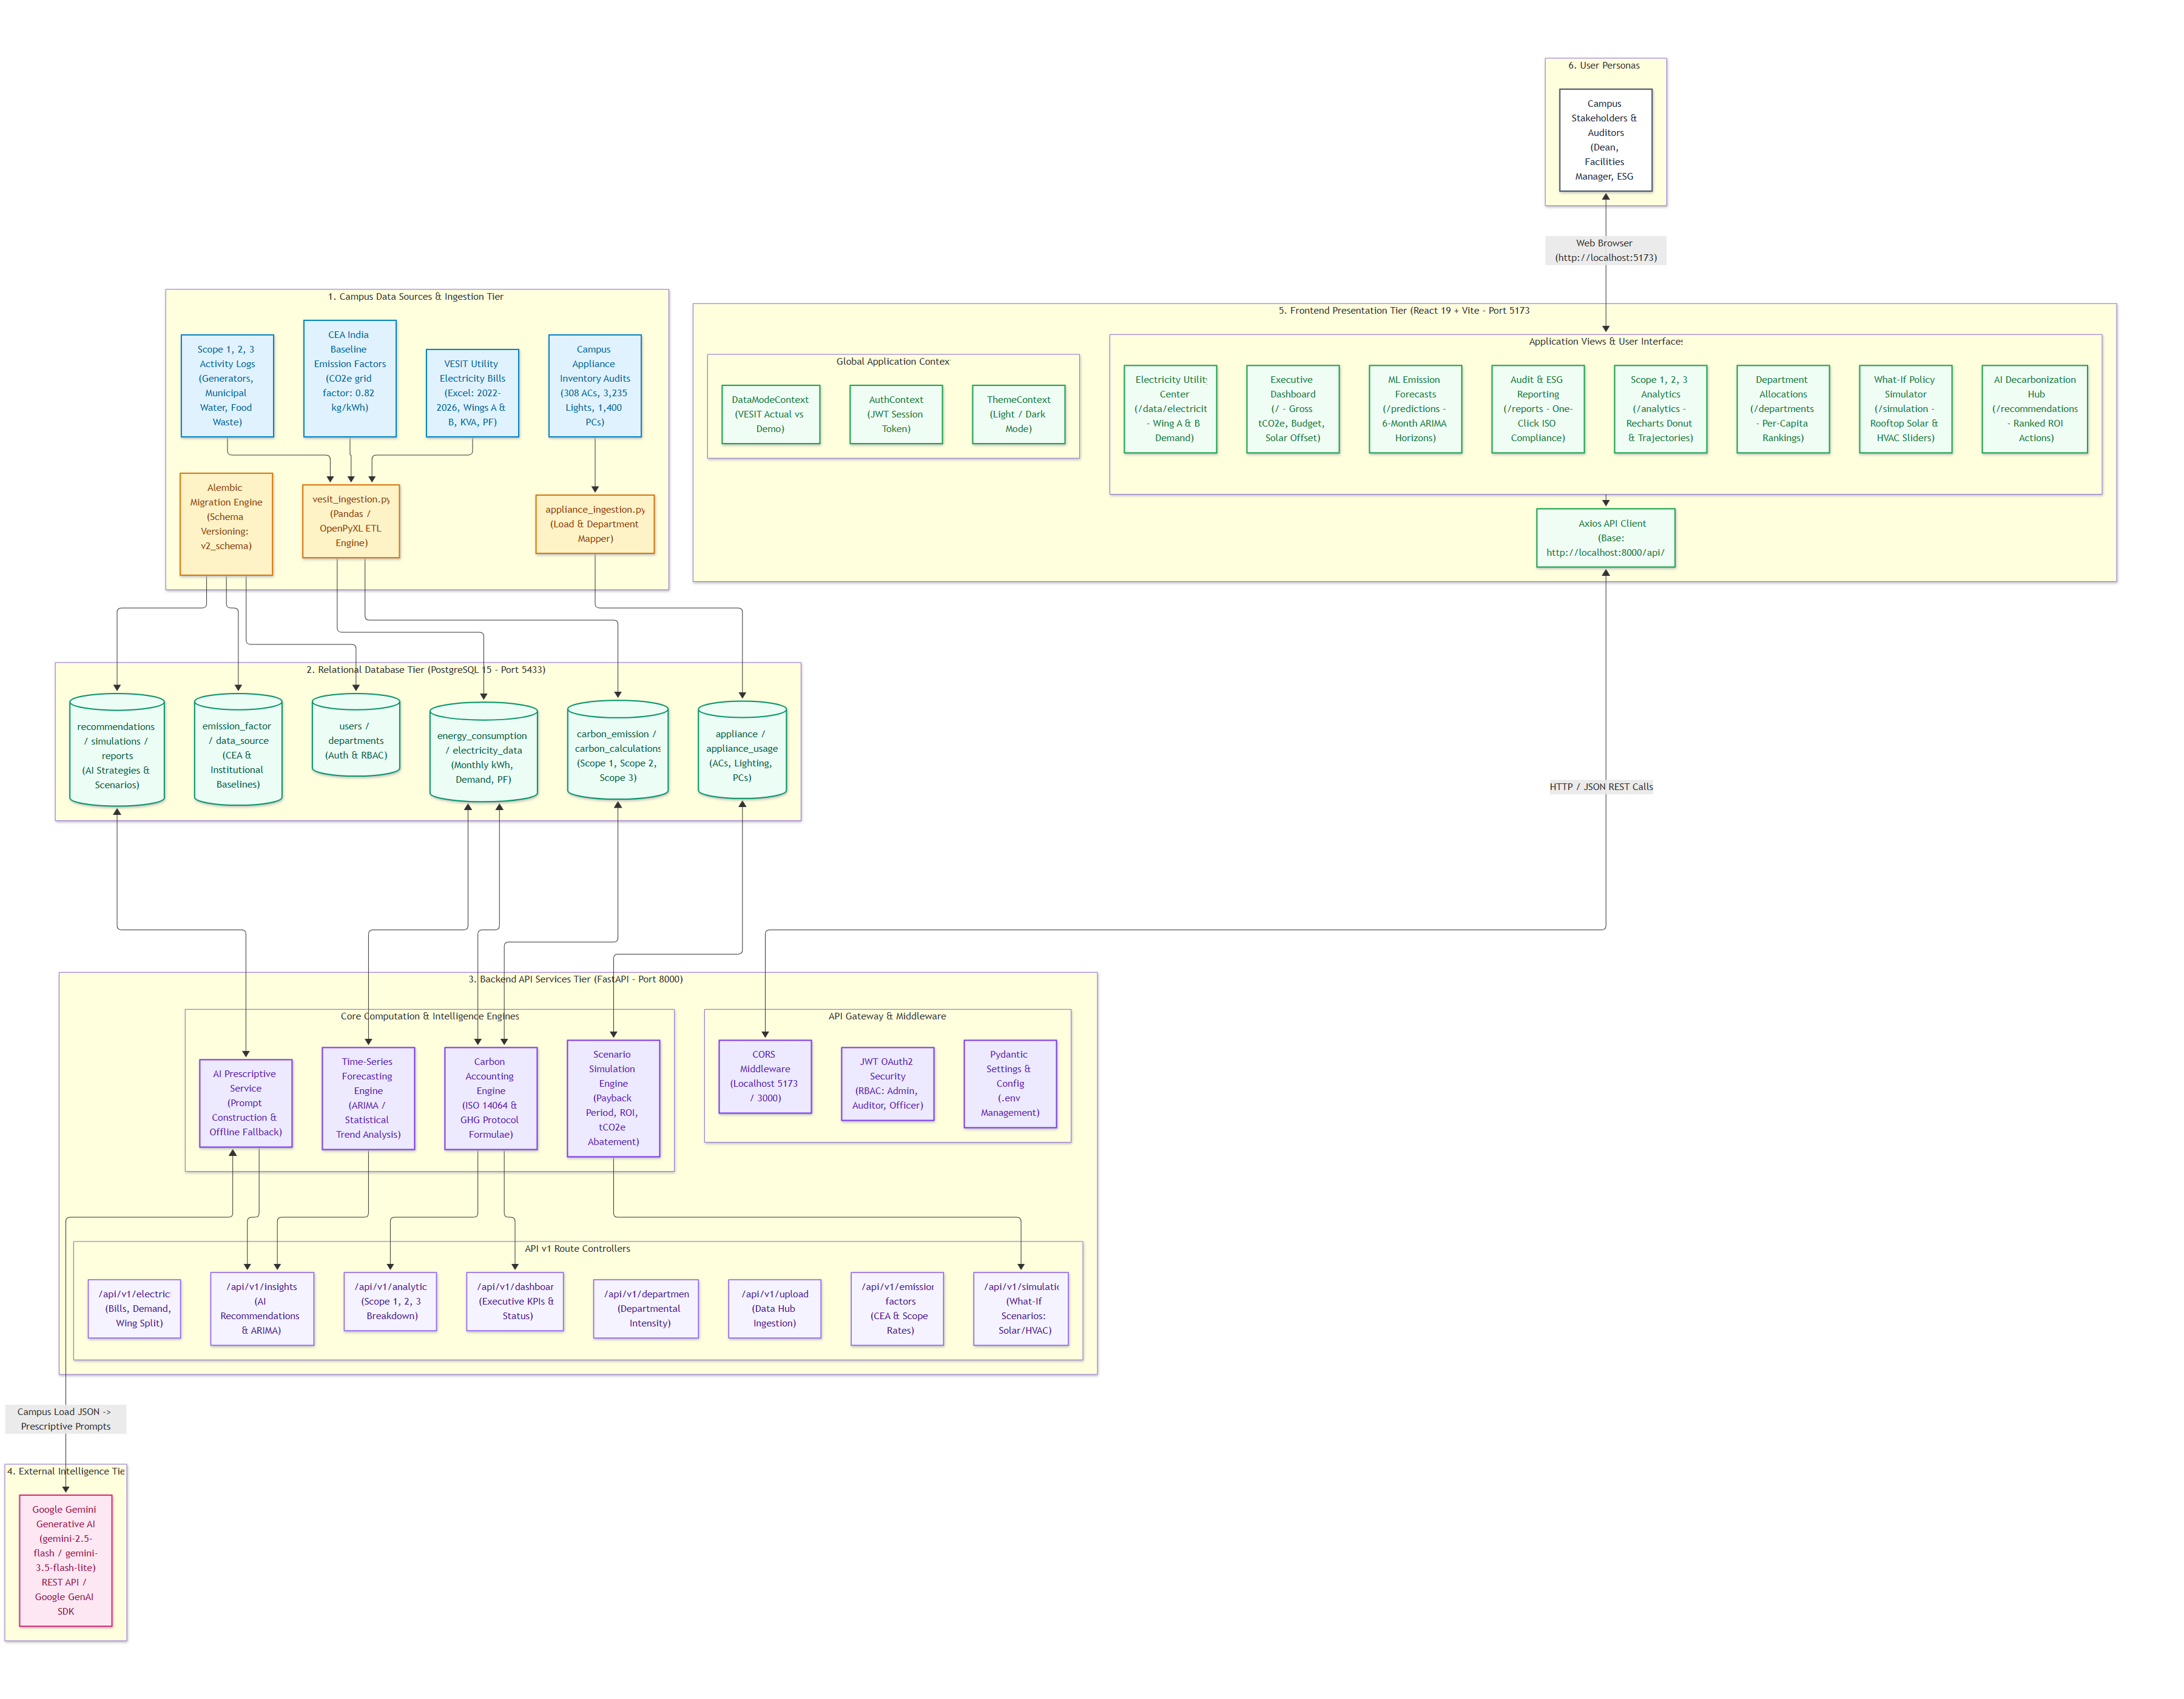 6. User Personas
Campus
Stakeholders &
Auditors
(Dean,
Facilities
Manager, ESG
Web Browser
(http://localhost:5173)
1. Campus Data Sources & Ingestion Tier
Scope 1, 2, 3
Activity Logs
(Generators,
Municipal
Water, Food
Waste)
CEA India
Baseline
Emission Factors
(CO2e grid
factor: 0.82
kg/kWh)
VESIT Utility
Electricity Bills
(Excel: 2022-
2026, Wings A &
B, KVA, PF)
Campus
Appliance
Inventory Audits
(308 ACs, 3,235
Lights, 1,400
PCs)
Alembic
Migration Engine
(Schema
Versioning:
v2_schema)
vesit_ingestion.py
(Pandas /
OpenPyXL ETL
Engine)
appliance_ingestion.py
(Load & Department
Mapper)
5. Frontend Presentation Tier (React 19 + Vite - Port 5173
Global Application Contex
DataModeContext
(VESIT Actual vs
Demo)
AuthContext
(JWT Session
Token)
ThemeContext
(Light / Dark
Mode)
Application Views & User Interfaces
Electricity Utility
Center
(/data/electricit
- Wing A & B
Demand)
Executive
Dashboard
(/ - Gross
tCO2e, Budget,
Solar Offset)
ML Emission
Forecasts
(/predictions -
6-Month ARIMA
Horizons)
Audit & ESG
Reporting
(/reports - One-
Click ISO
Compliance)
Scope 1, 2, 3
Analytics
(/analytics -
Recharts Donut
& Trajectories)
Department
Allocations
(/departments
- Per-Capita
Rankings)
What-If Policy
Simulator
(/simulation -
Rooftop Solar &
HVAC Sliders)
AI Decarbonization
Hub
(/recommendations
- Ranked ROI
Actions)
Axios API Client
(Base:
http://localhost:8000/api/
2. Relational Database Tier (PostgreSQL 15 - Port 5433)
recommendations
/ simulations /
reports
(AI Strategies &
Scenarios)
emission_factor
/ data_source
(CEA &
Institutional
Baselines)
users /
departments
(Auth & RBAC)
energy_consumption
/ electricity_data
(Monthly kWh,
Demand, PF)
carbon_emission /
carbon_calculations
(Scope 1, Scope 2,
Scope 3)
appliance /
appliance_usage
(ACs, Lighting,
PCs)
HTTP / JSON REST Calls
3. Backend API Services Tier (FastAPI - Port 8000)
Core Computation & Intelligence Engines
AI Prescriptive
Service
(Prompt
Construction &
Offline Fallback)
Time-Series
Forecasting
Engine
(ARIMA /
Statistical
Trend Analysis)
Carbon
Accounting
Engine
(ISO 14064 &
GHG Protocol
Formulae)
Scenario
Simulation
Engine
(Payback
Period, ROI,
tCO2e
Abatement)
API Gateway & Middleware
CORS
Middleware
(Localhost 5173
/ 3000)
JWT OAuth2
Security
(RBAC: Admin,
Auditor, Officer)
Pydantic
Settings &
Config
(.env
Management)
API v1 Route Controllers
/api/v1/electric
(Bills, Demand,
Wing Split)
/api/v1/insights
(AI
Recommendations
& ARIMA)
/api/v1/analytic
(Scope 1, 2, 3
Breakdown)
/api/v1/dashboar
(Executive KPIs &
Status)
/api/v1/departmen
(Departmental
Intensity)
/api/v1/upload
(Data Hub
Ingestion)
/api/v1/emission
factors
(CEA & Scope
Rates)
/api/v1/simulatic
(What-If
Scenarios:
Solar/HVAC)
Campus Load JSON ->
Prescriptive Prompts
4. External Intelligence Tie
Google Gemini
Generative AI
(gemini-2.5-
flash / gemini-
3.5-flash-lite)
REST API /
Google GenAI
SDK